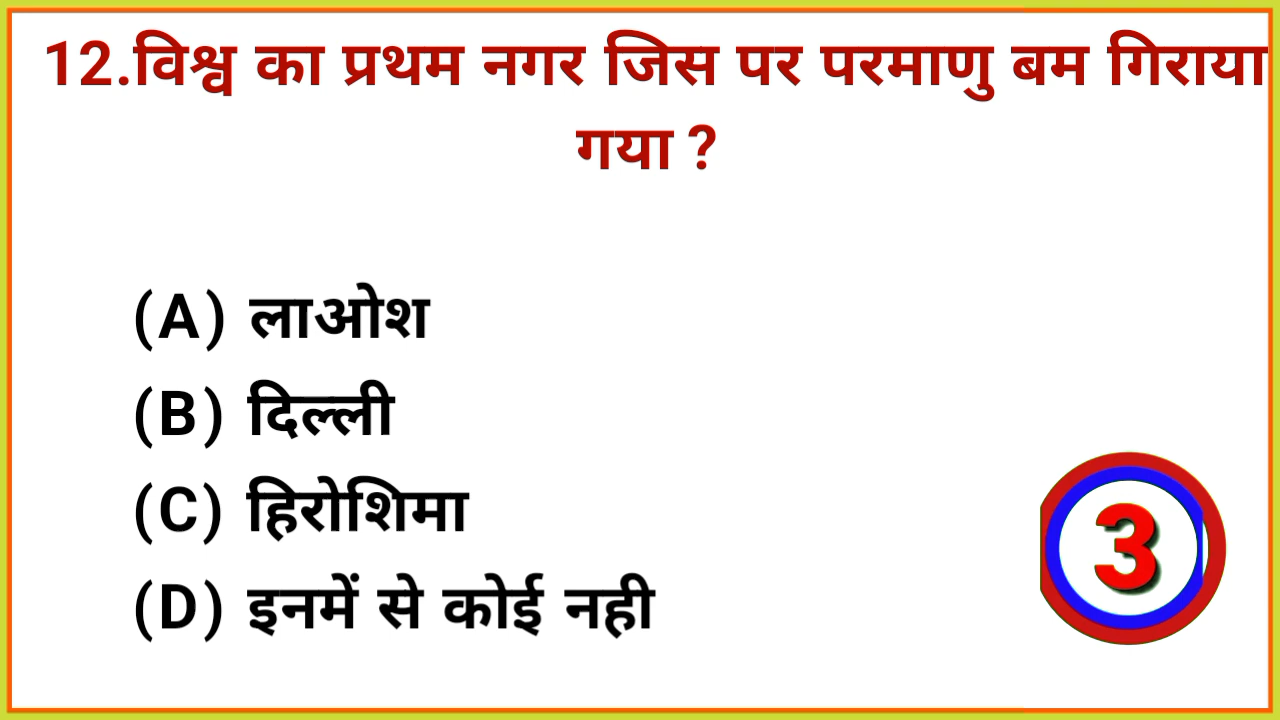 12.विश्व का प्रथम नगर जिस पर परमाणु बम गिराया
गया ?
(A) लाओश
(B) दिल्ली
(C) हिरोशिमा
(D) इनमें से कोई नही
3